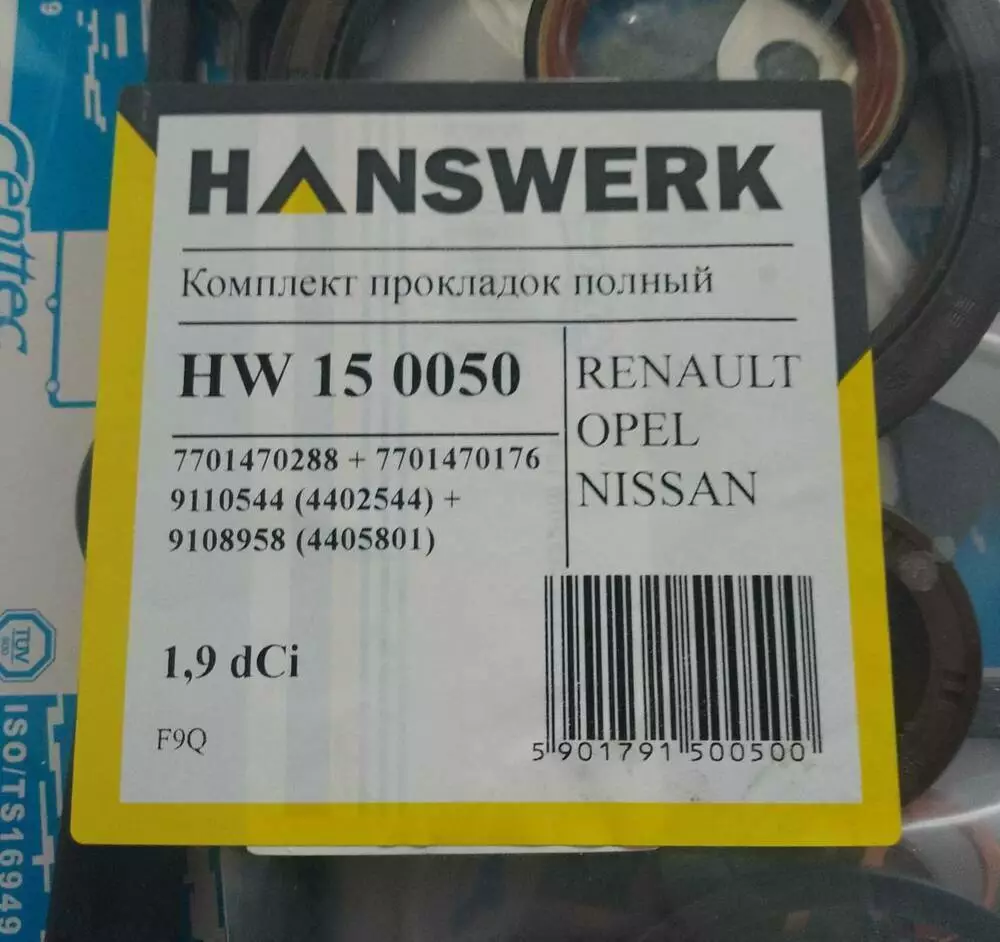 HANSWERK
Комплект прокладок полный
HW 15 0050
7701470288 + 7701470176
9110544 (4402544) +
9108958 (4405801)
RENAULT
OPEL
NISSAN
1,9 dCi
F9Q
5 901791 500500
TÜV
ISO/TS16949